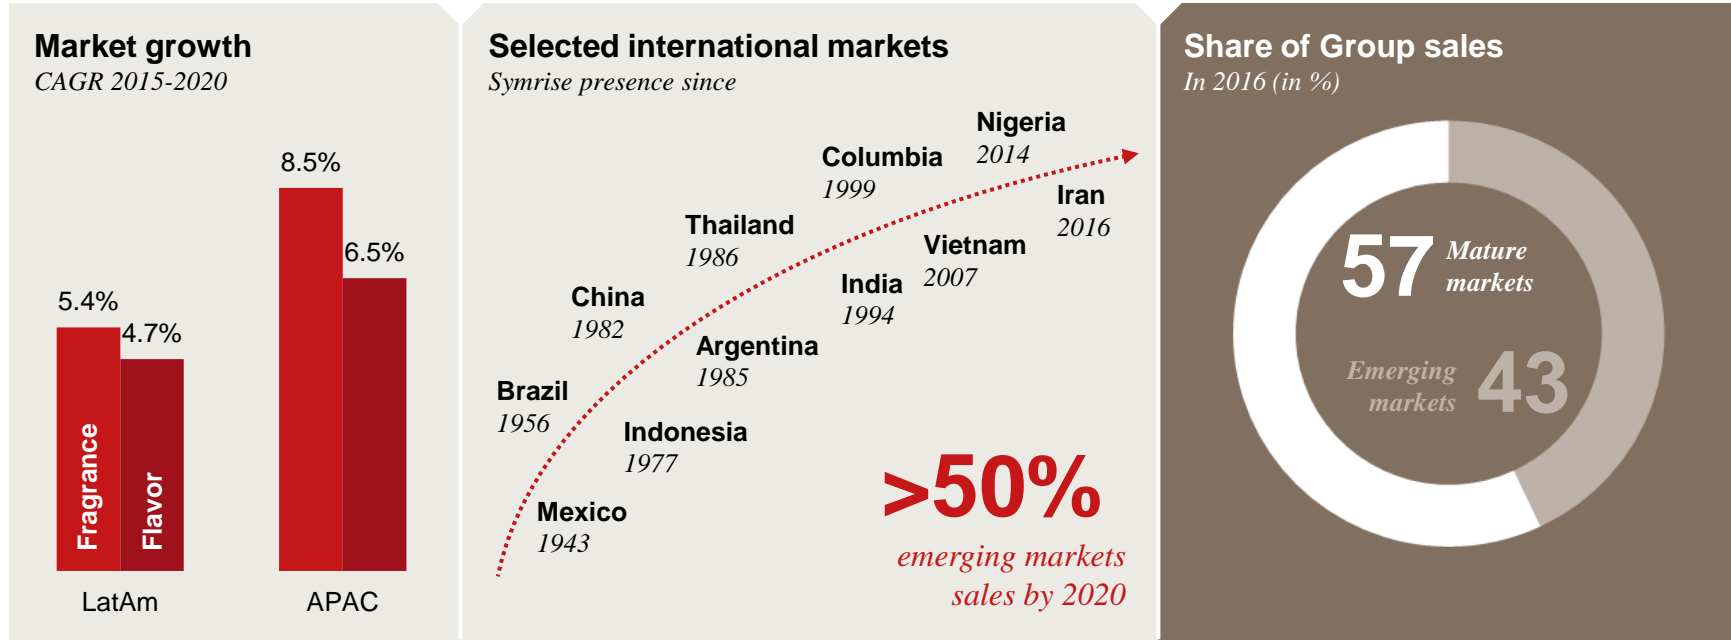 Market growth
CAGR 2015-2020
8.5%
6.5%
5.4%
4.7%
Fragrance
Flavor
LatAm
APAC
Selected international markets
Symrise presence since
Nigeria
2014
Columbia
1999
Iran
2016
Thailand
1986
Vietnam
2007
India
1994
China
1982
Argentina
1985
Brazil
1956
Indonesia
1977
Mexico
1943
>50%
emerging markets
sales by 2020
Share of Group sales
In 2016 (in %)
57 Mature
markets
Emerging
markets 43